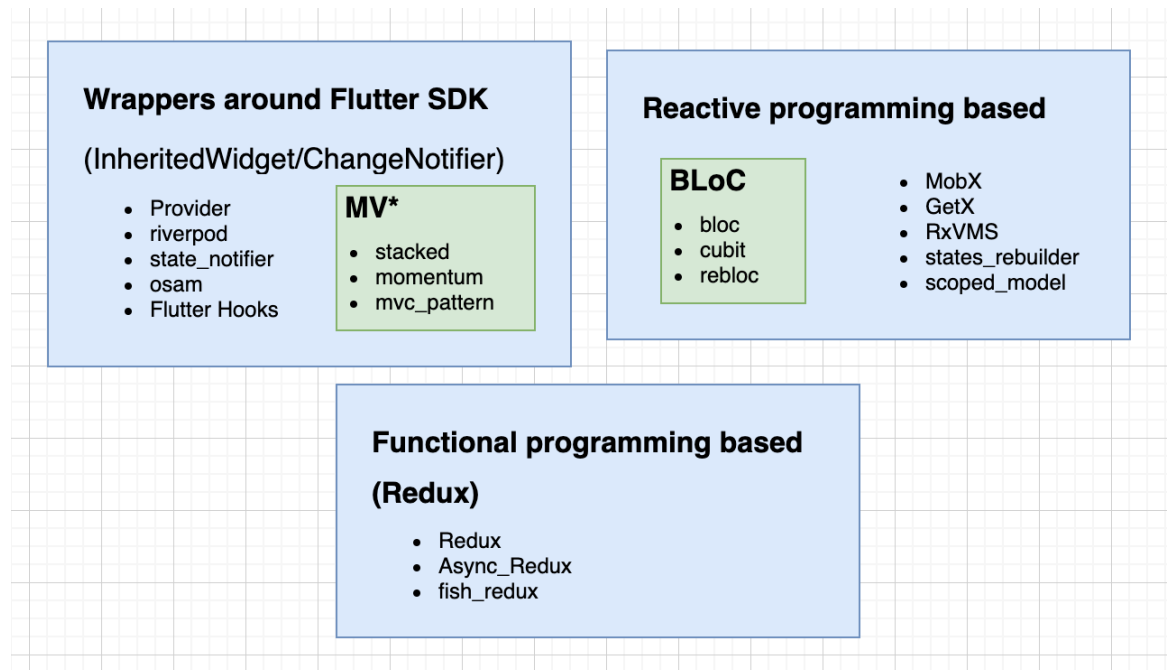 Wrappers around Flutter SDK
(InheritedWidget/ChangeNotifier)
Provider
riverpod
state_notifier
osam
Flutter Hooks
MV*
stacked
momentum
mvc_pattern
Reactive programming based
BLoC
bloc
cubit
rebloc
MobX
GetX
RxVMS
states_rebuilder
scoped_model
Functional programming based
(Redux)
Redux
Async_Redux
fish_redux